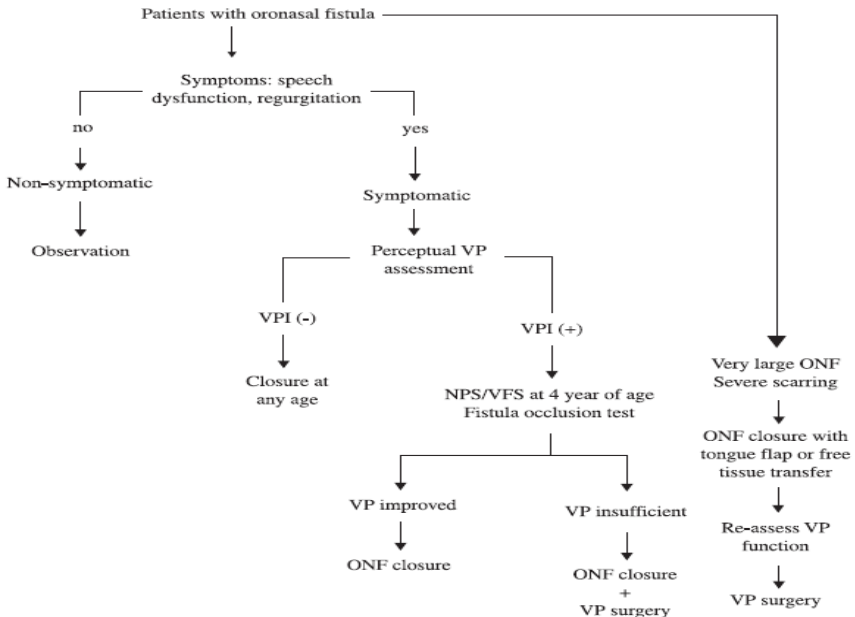 Patients with oronasal fistula
Symptoms: speech
dysfunction, regurgitation
no
yes
Non-symptomatic
Symptomatic
Observation
Perceptual VP
assessment
VPI (-)
VPI (+)
Closure at
any age
NPS/VFS at 4 year of age
Fistula occlusion test
Very large ONF
Severe scarring
ONF closure with
tongue flap or free
tissue transfer
VP improved
VP insufficient
Re-assess VP
function
ONF closure
ONF closure
+
VP surgery
VP surgery